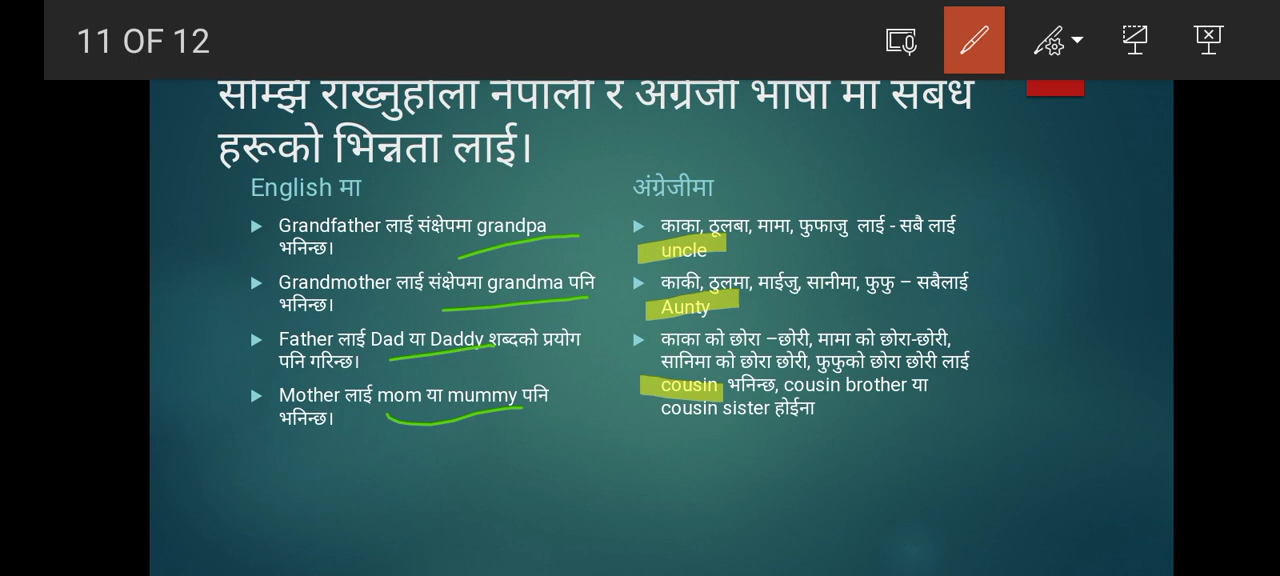 11 OF 12
सम्झि राख्नुहोला नेपाली र अंग्रेजी भाषा मा संबंध
हरूको भिन्नता लाई।
English मा
Grandfather लाई संक्षेपमा grandpa
भनिन्छ।
Grandmother लाई संक्षेपमा grandma पनि
भनिन्छ।
Father लाई Dad या Daddy शब्दको प्रयोग
पनि गरिन्छ।
Mother लाई mom या mummy पनि
भनिन्छ।
अंग्रेजीमा
काका, ठूलबा, मामा, फुफाजु लाई - सबै लाई
uncle
काकी, ठुलमा, माईजु, सानीमा, फुफु – सबैलाई
Aunty
काका को छोरा –छोरी, मामा को छोरा-छोरी,
सानिमा को छोरा छोरी, फुफुको छोरा छोरी लाई
cousin भनिन्छ, cousin brother या
cousin sister होईना